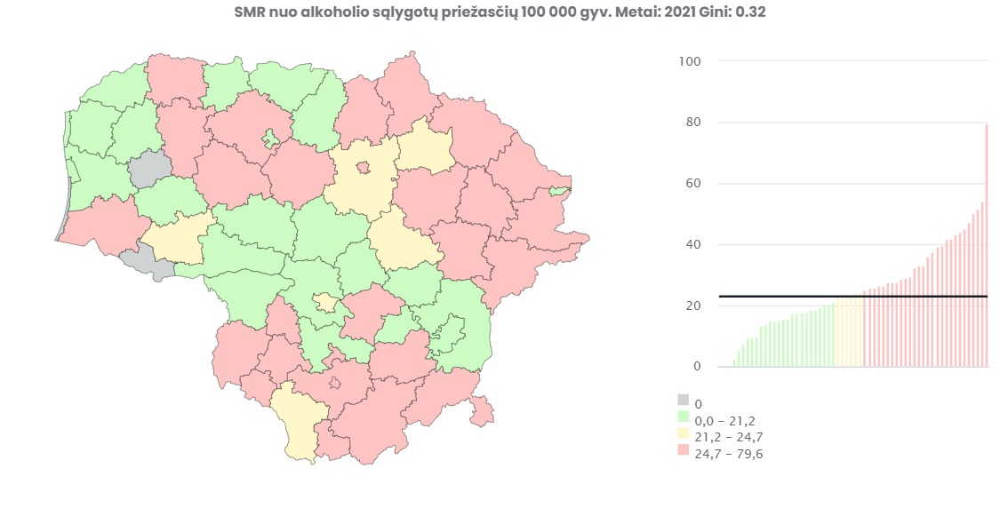 SMR nuo alkoholio sąlygotų priežasčių 100 000 gyv. Metai: 2021 Gini: 0.32
100
80
60
40
20
0
0
0,0 – 21,2
21,2 – 24,7
24,7 – 79,6